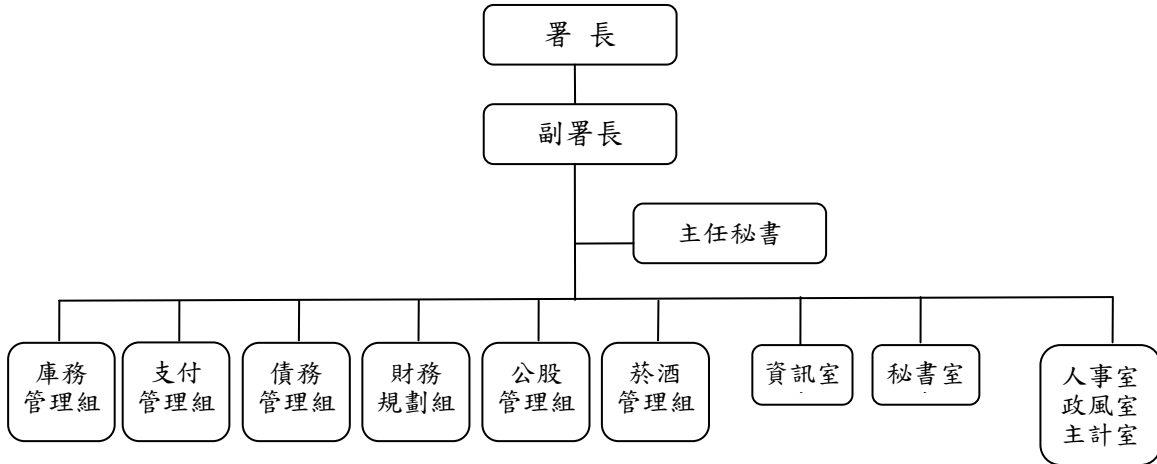 署 長
副署長
主任秘書
庫務
管理組
支付
管理組
債務
管理組
財務
規劃組
公股
管理組
菸酒
管理組
資訊室
秘書室
人事室
政風室
主計室